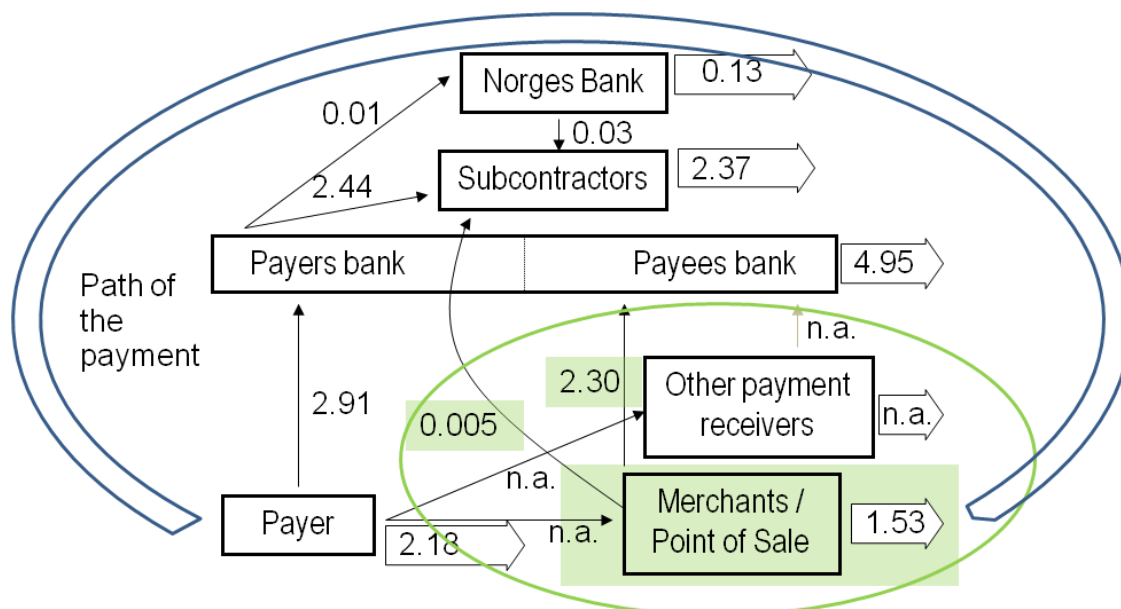 Norges Bank
0.13
0.01
0.03
Subcontractors
2.37
2.44
Payers bank
Payees bank
4.95
Path of
the
payment
n.a.
2.91
2.30
Other payment
receivers
n.a.
0.005
n.a.
Payer
2.18
n.a.
Merchants /
Point of Sale
1.53